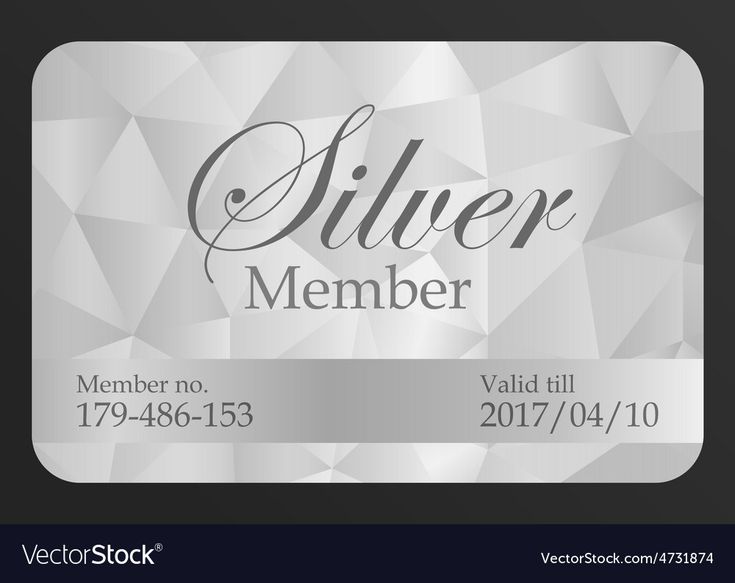 Silver
Member
Member no.
179-486-153
Valid till
2017/04/10
VectorStock®
VectorStock.com/4731874